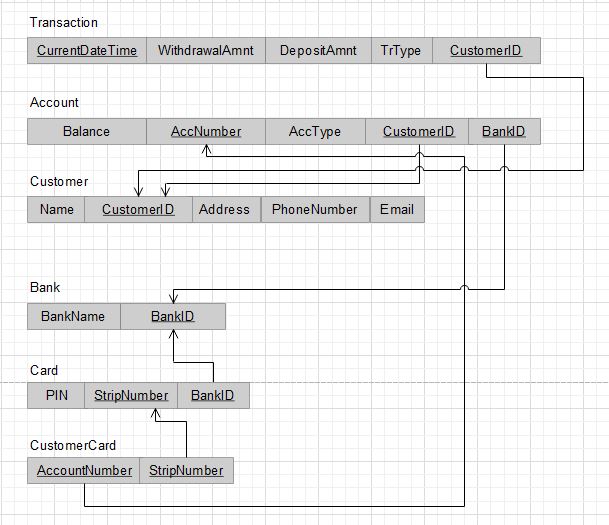 Transaction
CurrentDateTime WithdrawalAmnt DepositAmnt TrType CustomerID
Account
Balance AccNumber AccType CustomerID BankID
Customer
Name CustomerID Address PhoneNumber Email
Bank
BankName BankID
Card
PIN StripNumber BankID
CustomerCard
AccountNumber StripNumber